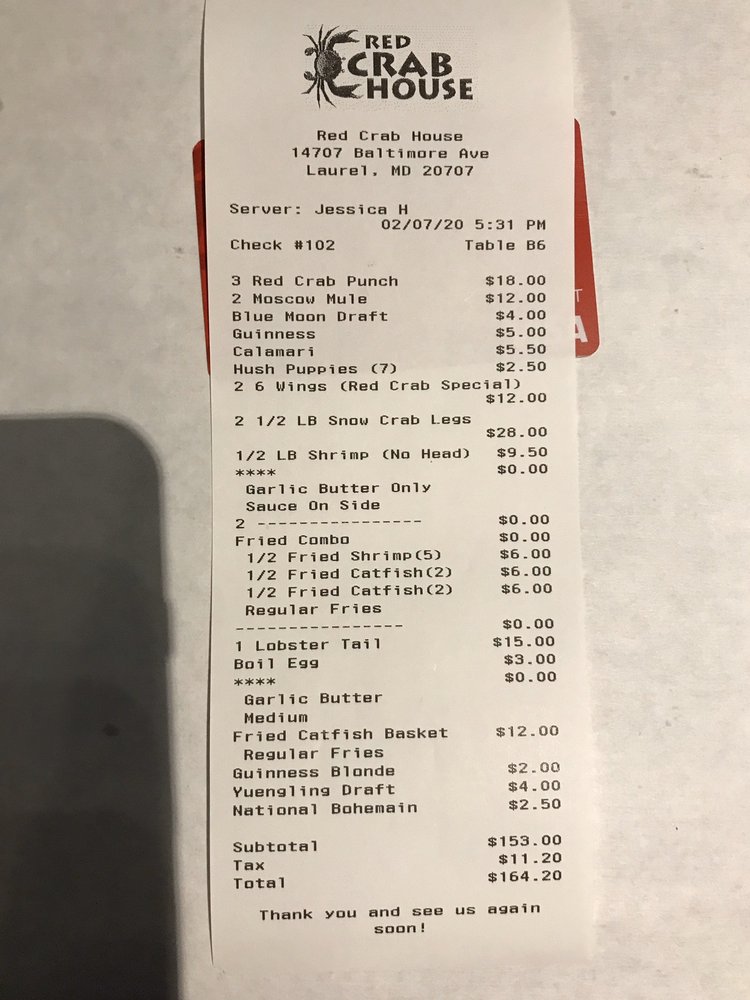 RED
CRAB
HOUSE
Red Crab House
14707 Baltimore Ave
Laurel, MD 20707
Server: Jessica H
02/07/20 5:31 PM
Check #102 Table B6
3 Red Crab Punch $18.00
2 Moscow Mule $12.00
Blue Moon Draft $4.00
Guinness $5.00
Calamari $5.50
Hush Puppies (7) $2.50
2 6 Wings (Red Crab Special)
$12.00
2 1/2 LB Snow Crab Legs
$28.00
1/2 LB Shrimp (No Head) $9.50
**** $0.00
Garlic Butter Only
Sauce On Side
2 ---------------- $0.00
Fried Combo $0.00
1/2 Fried Shrimp(5) $6.00
1/2 Fried Catfish(2) $6.00
1/2 Fried Catfish(2) $6.00
Regular Fries
---------------- $0.00
1 Lobster Tail $15.00
Boil Egg $3.00
**** $0.00
Garlic Butter
Medium
Fried Catfish Basket $12.00
Regular Fries
Guinness Blonde $2.00
Yuengling Draft $4.00
National Bohemain $2.50
Subtotal $153.00
Tax $11.20
Total $164.20
Thank you and see us again
soon!